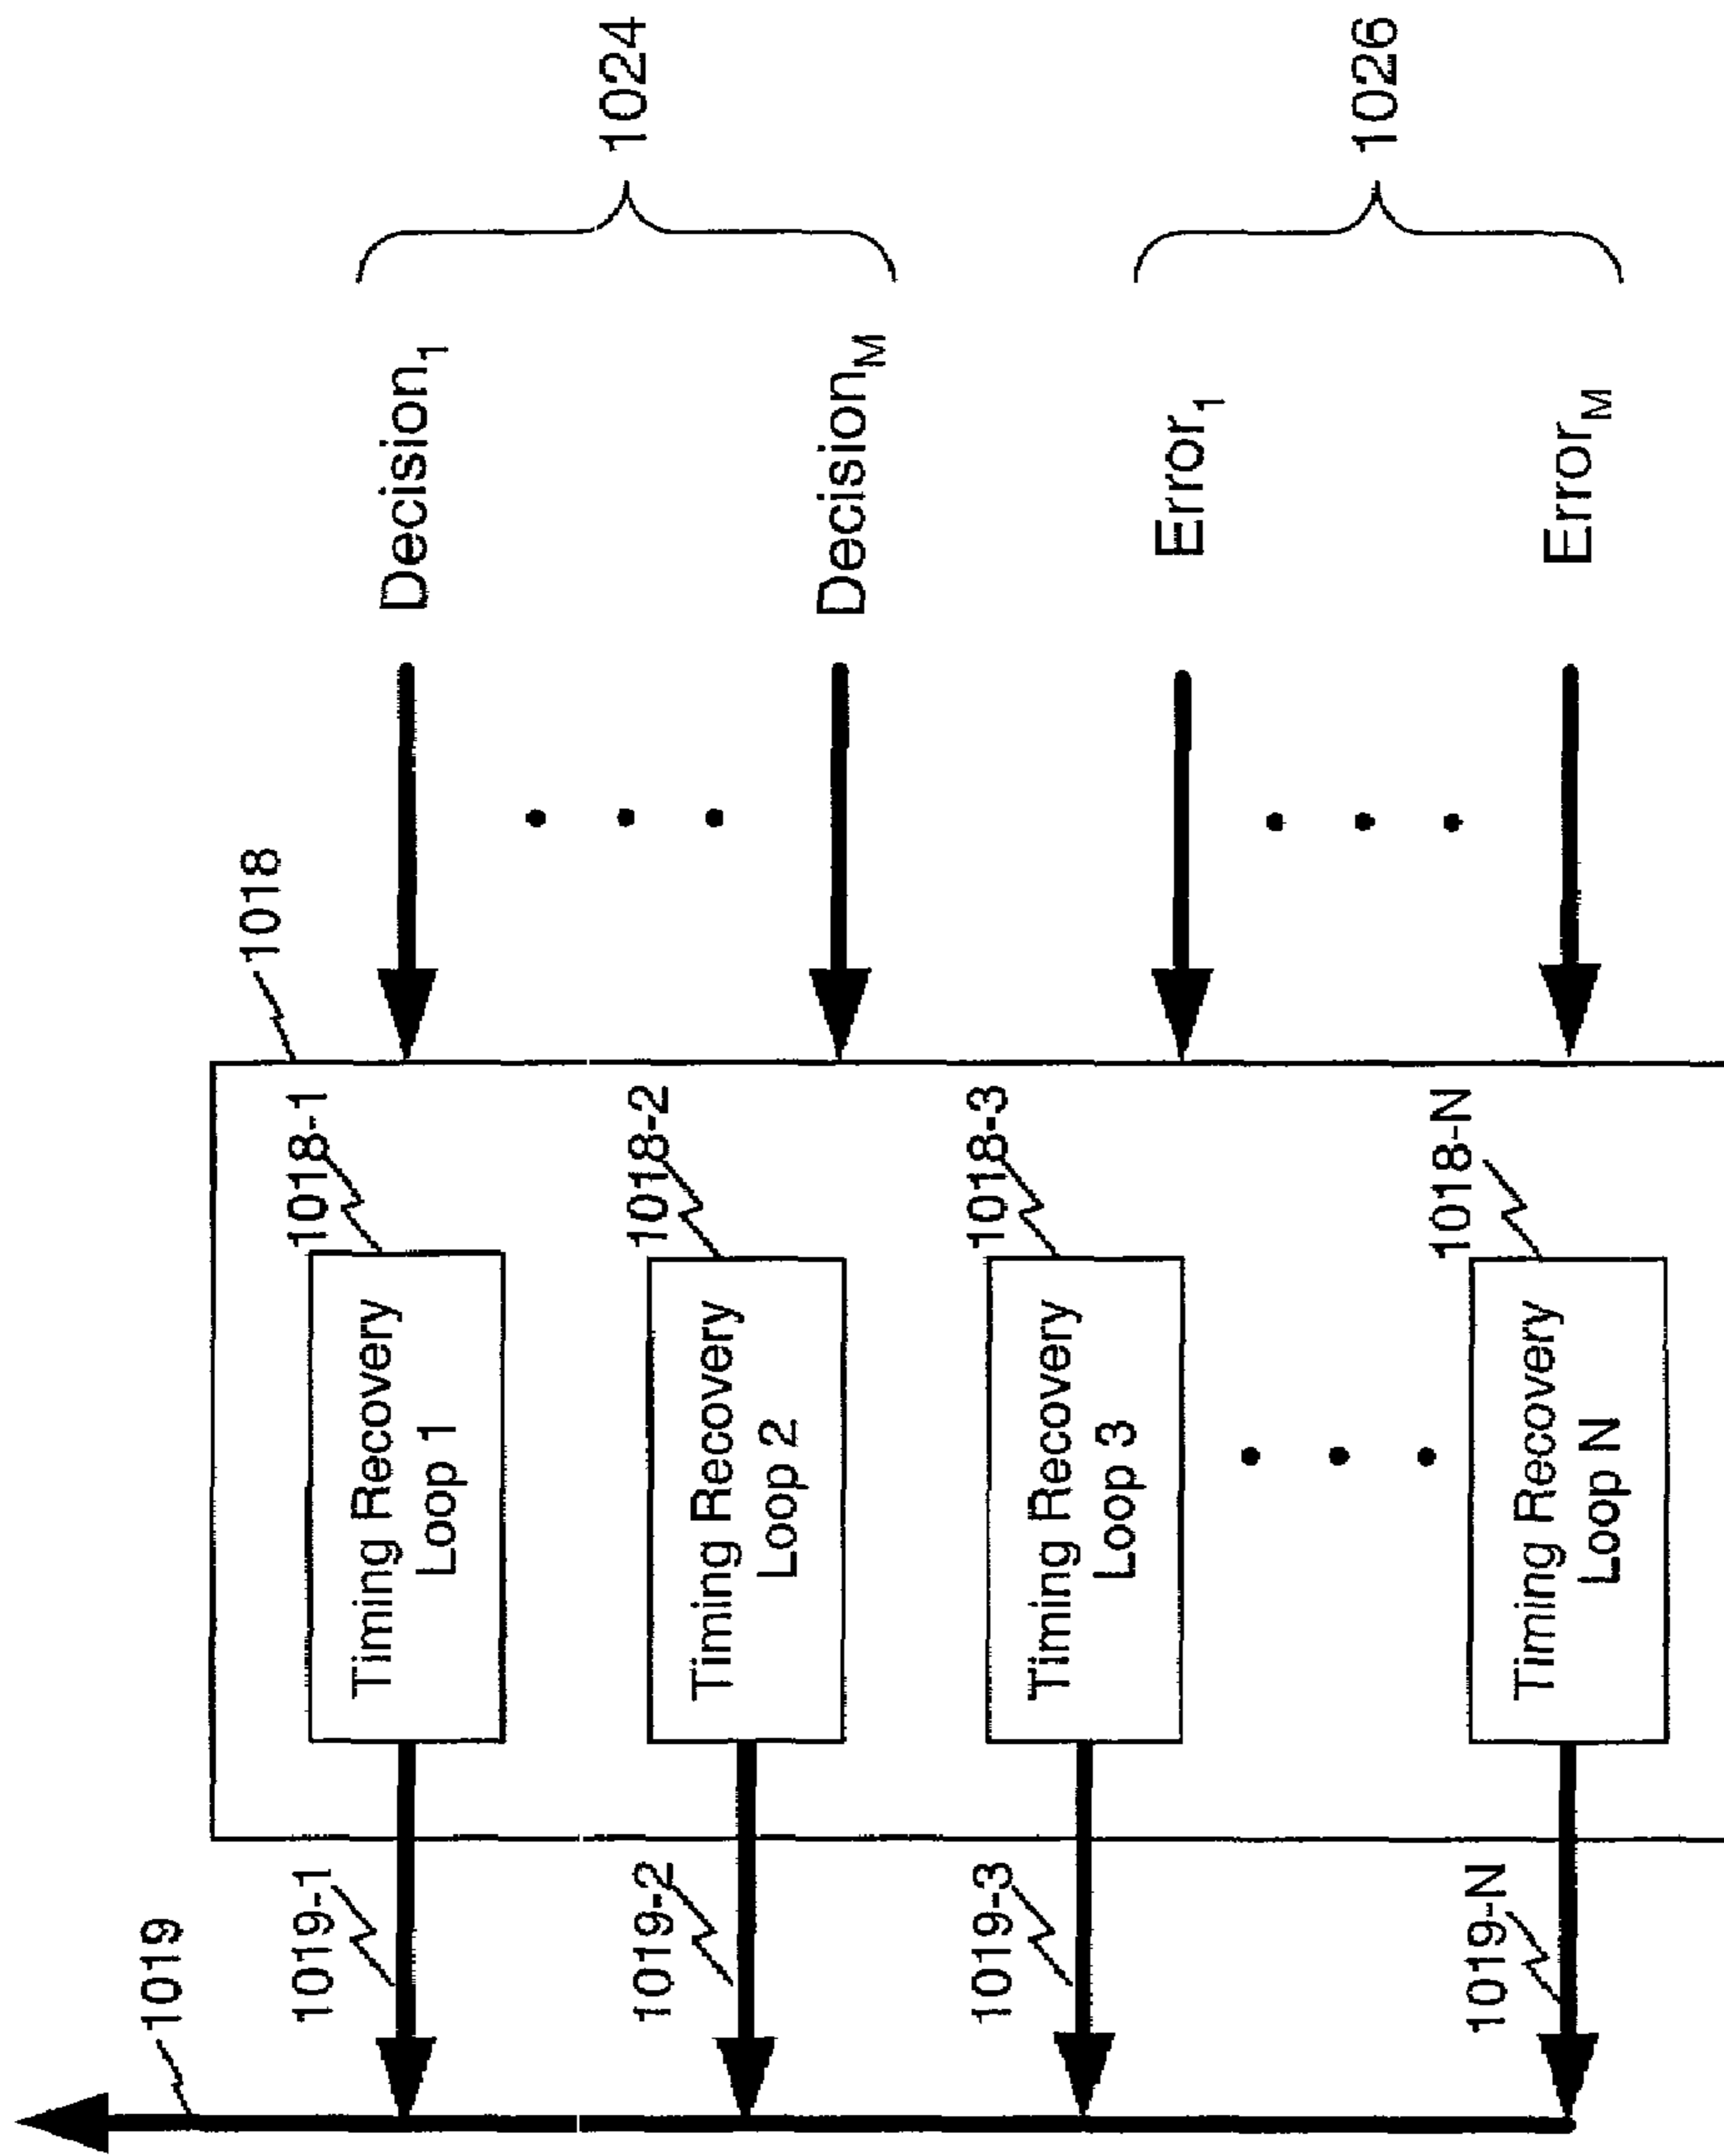 1019
1019-1
1019-2
1019-3
1019-N
Timing Recovery
Loop 1
Timing Recovery
Loop 2
Timing Recovery
Loop 3
Timing Recovery
Loop N
1018-1
1018-2
1018-3
1018-N
1018
Decision1
DecisionM
Error1
ErrorM
1024
1026